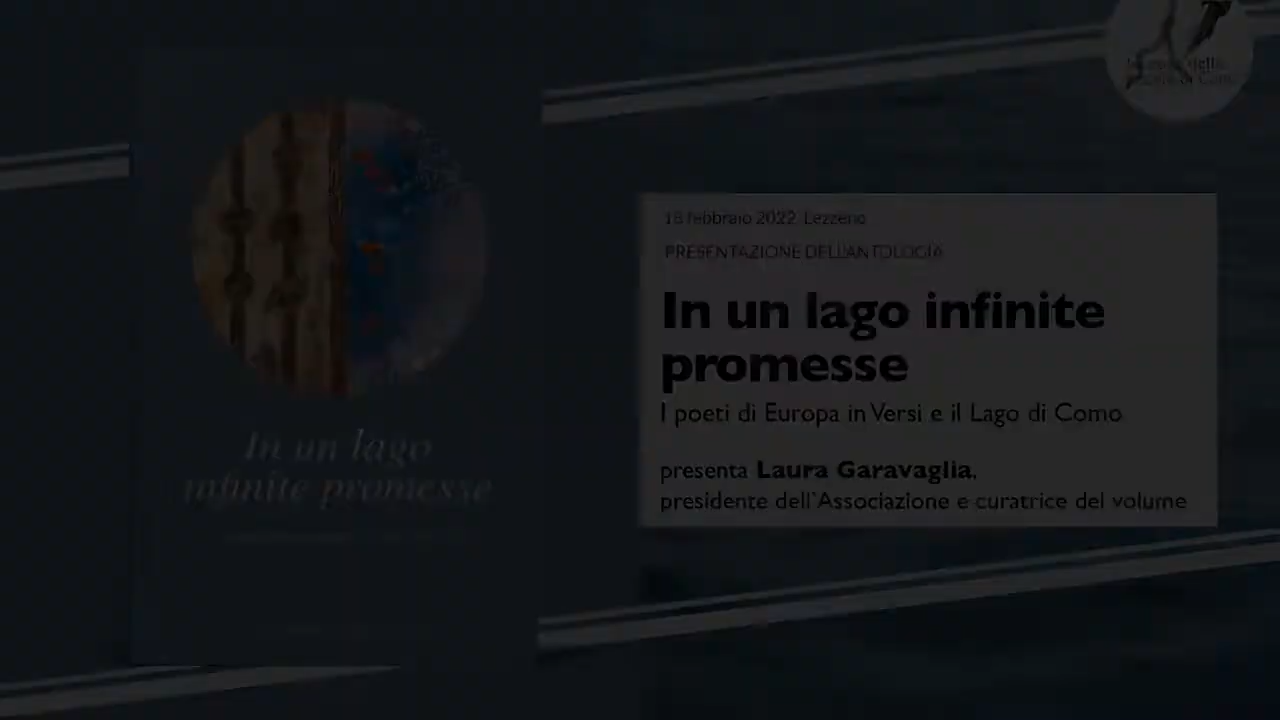 In un lago
infinite promesse
18 febbraio 2022, Lezzeno
PRESENTAZIONE DELL'ANTOLOGIA
In un lago infinite
promesse
I poeti di Europa in Versi e il Lago di Como
presenta Laura Garavaglia,
presidente dell'Associazione e curatrice del volume